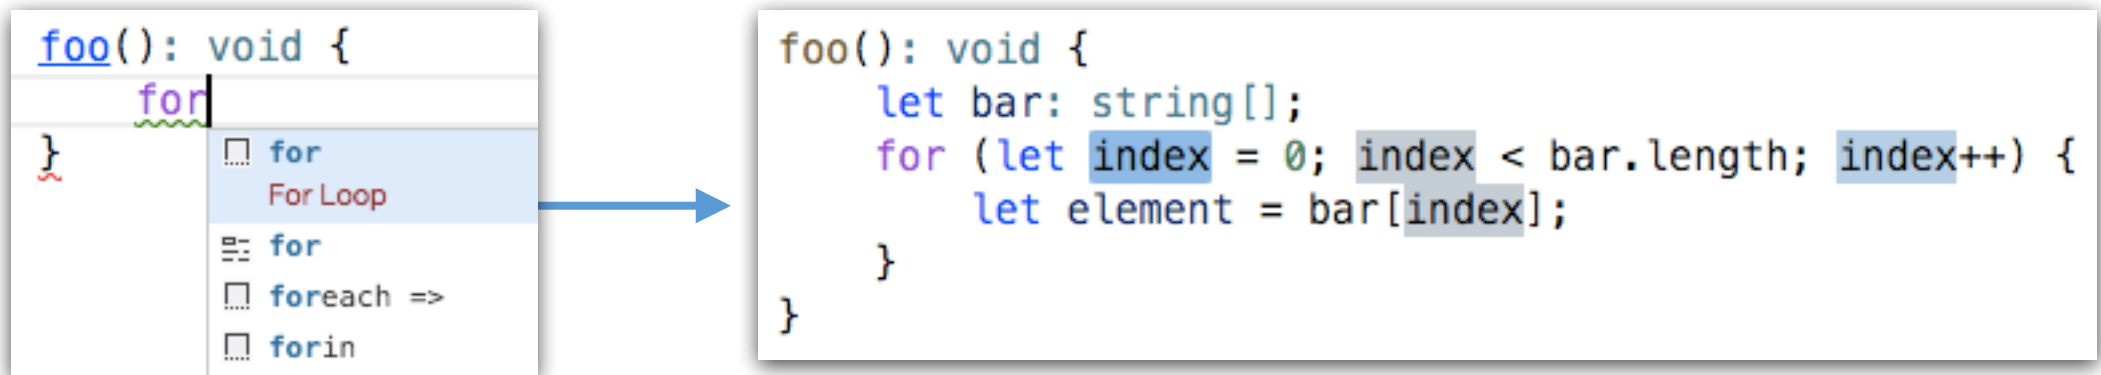 foo(): void {
for
}
for
For Loop
for
foreach =>
forin
foo(): void {
let bar: string[];
for (let index = 0; index < bar.length; index++) {
let element = bar[index];
}
}